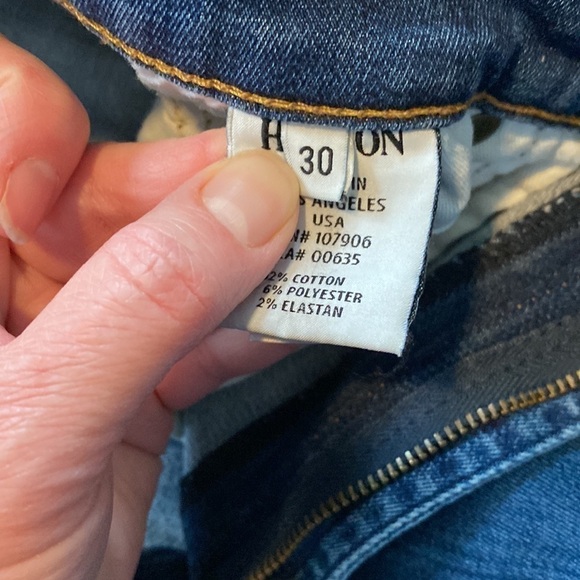 H ON
30
IN
ANGELES
USA
N# 107906
A# 00635
2% COTTON
6% POLYESTER
2% ELASTAN